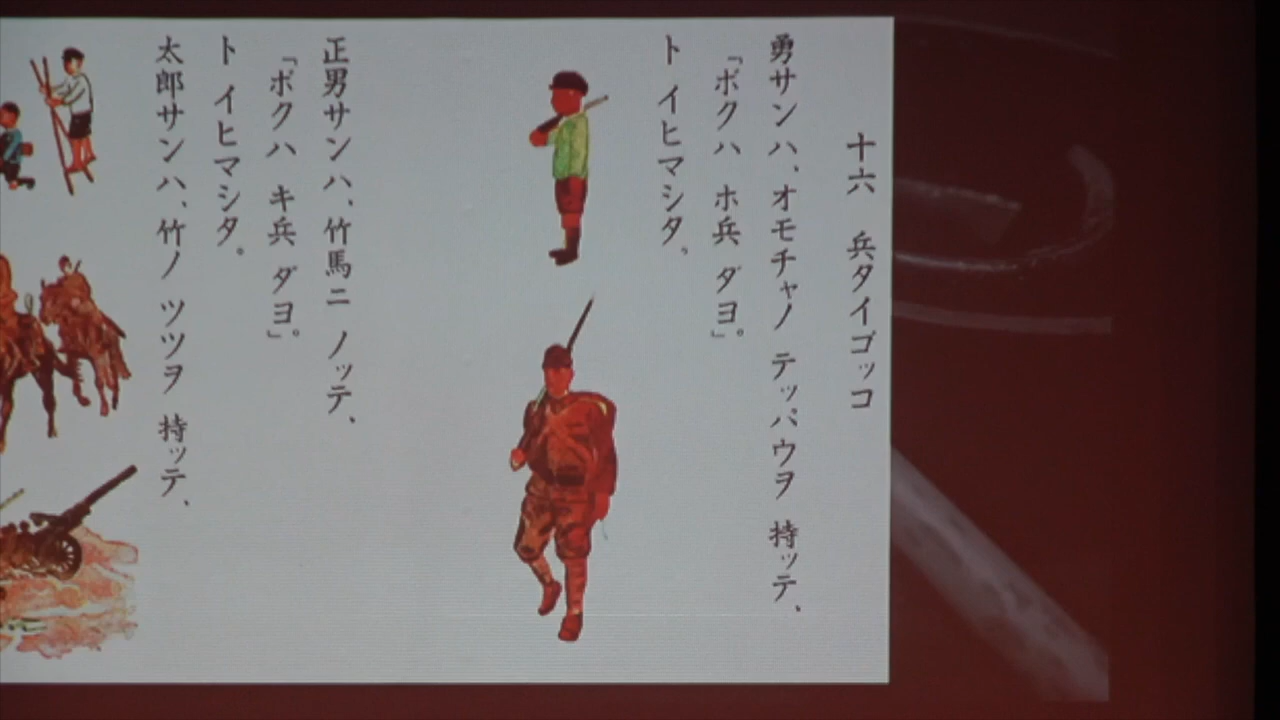 十六 兵タイゴッコ
勇サンハ、オモチャノ テッパウヲ 持ッテ、
「ボクハ ホ兵 ダヨ。」
ト イヒマシタ。
正男サンハ、竹馬ニ ノッテ、
「ボクハ キ兵 ダヨ。」
ト イヒマシタ。
太郎サンハ、竹ノ ツツヲ 持ッテ、